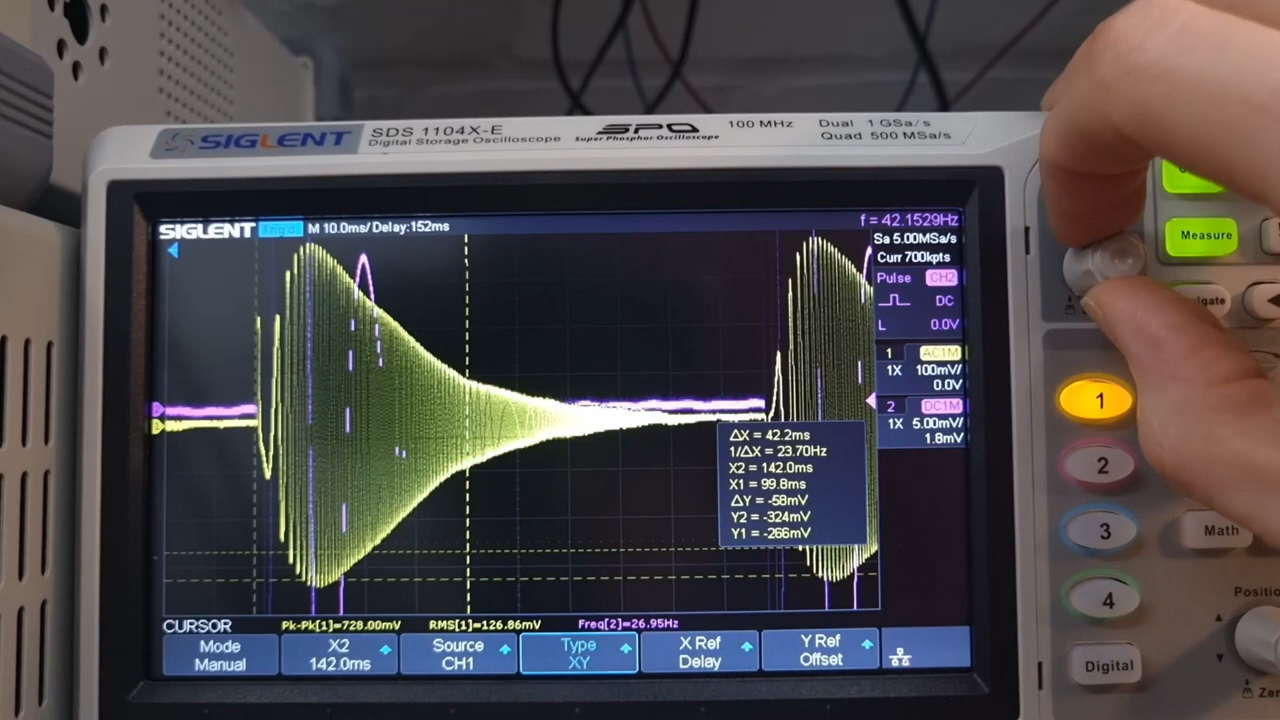 SIGLENT SDS 1104X-E
Digital Storage Oscilloscope
SPO
Super Phosphor Oscilloscope
100 MHz
Dual 1 GSa/s
Quad 500 MSa/s
SIGLENT Trig'd M 10.0ms/ Delay:152ms
f = 42.1529Hz
Sa 5.00MSa/s
Curr 700kpts
Pulse CH2
DC
L 0.0V
1 AC1M
1X 100mV/
0.0V
2 DC1M
1X 5.00mV/
1.8mV
ΔX = 42.2ms
1/ΔX = 23.70Hz
X2 = 142.0ms
X1 = 99.8ms
ΔY = -58mV
Y2 = -324mV
Y1 = -266mV
CURSOR Pk-Pk[1]=728.00mV RMS[1]=126.86mV Freq[2]=26.95Hz
Mode
Manual
X2
142.0ms
Source
CH1
Type
XY
X Ref
Delay
Y Ref
Offset
Measure
1
2
3
4
Math
Digital